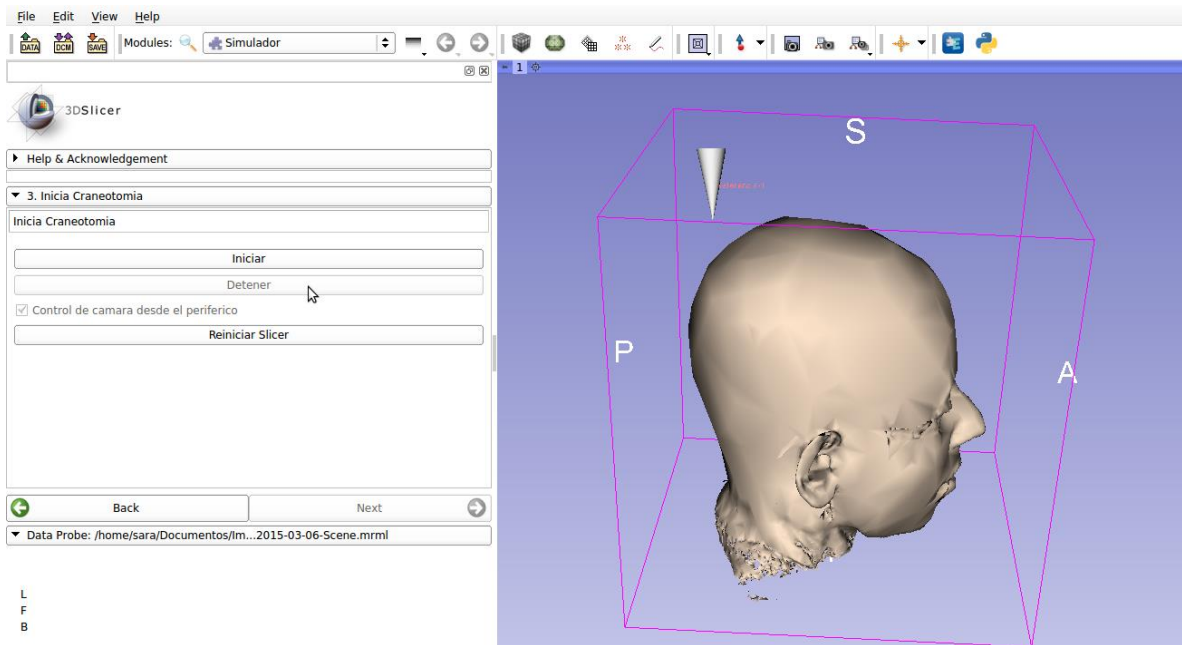 File Edit View Help
DATA DCM SAVE Modules: Simulador
1
3DSlicer
Help & Acknowledgement
3. Inicia Craneotomia
Inicia Craneotomia
Iniciar
Detener
Control de camara desde el periferico
Reiniciar Slicer
Back Next
Data Probe: /home/sara/Documentos/Im...2015-03-06-Scene.mrml
L
F
B
S
P
A